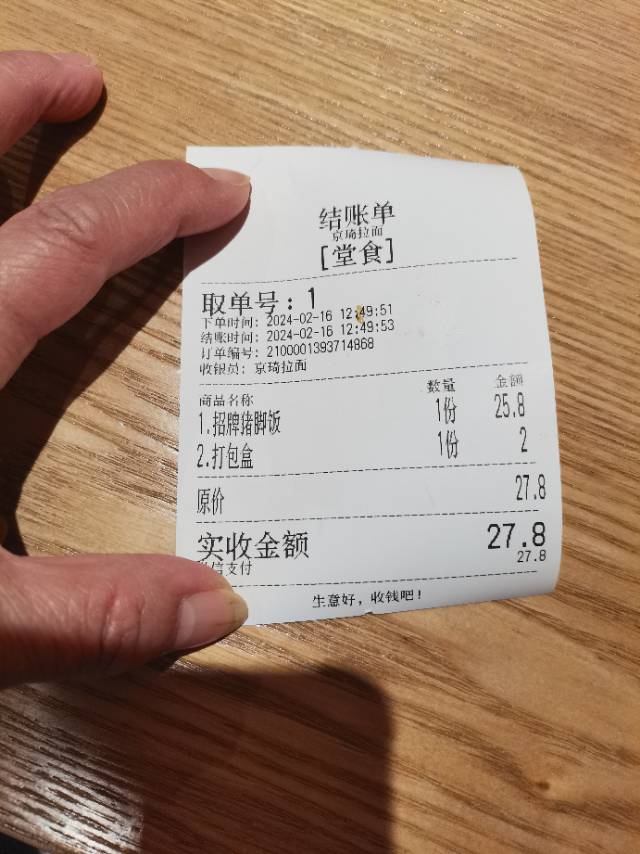 结账单
京琦拉面
[堂食]
取单号：1
下单时间: 2024-02-16 12:49:51
结账时间: 2024-02-16 12:49:53
订单编号: 2100001393714868
收银员: 京琦拉面
商品名称 数量 金额
1.招牌猪脚饭 1份 25.8
2.打包盒 1份 2
原价 27.8
实收金额 27.8
信支付 27.8
生意好，收钱吧！